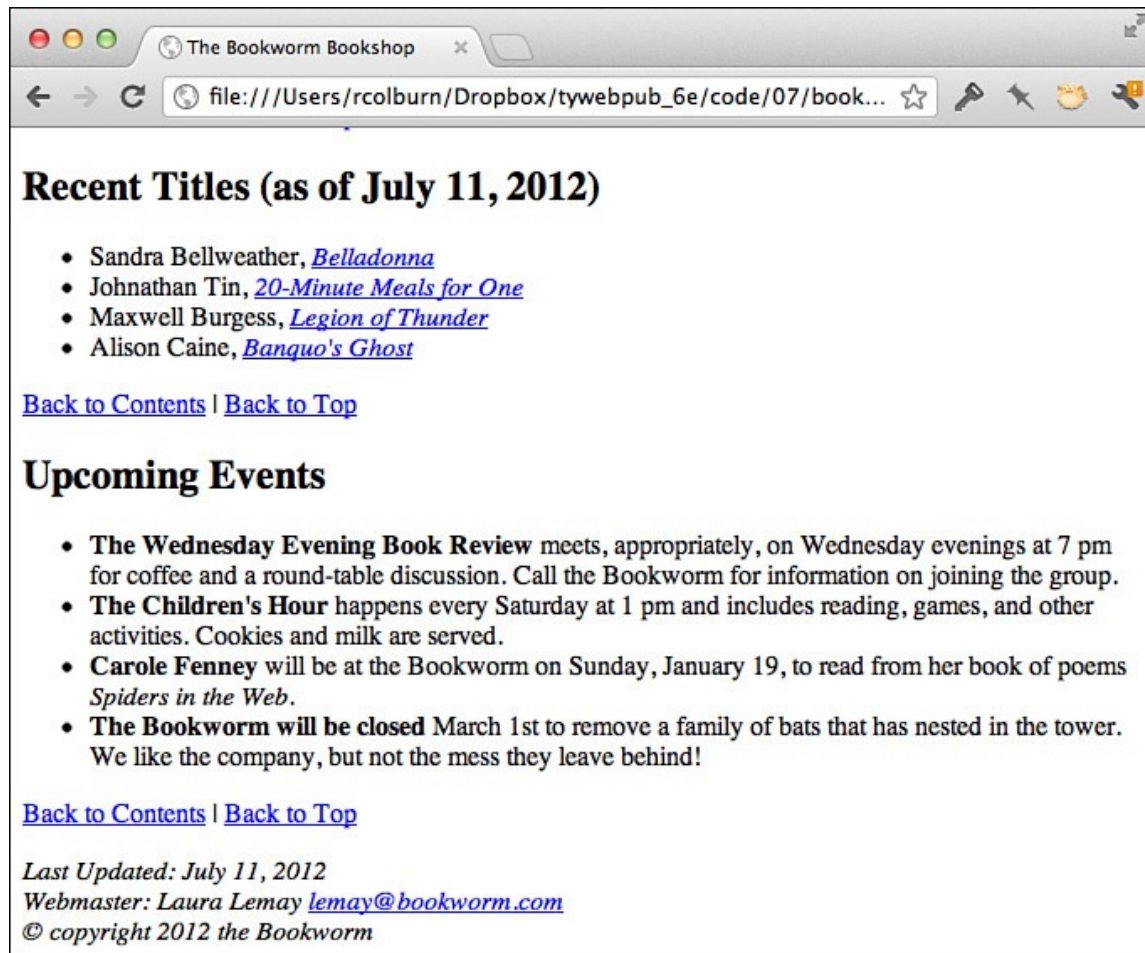 The Bookworm Bookshop
file:///Users/rcolburn/Dropbox/tywebpub_6e/code/07/book...
Recent Titles (as of July 11, 2012)
• Sandra Bellweather, Belladonna
• Johnathan Tin, 20-Minute Meals for One
• Maxwell Burgess, Legion of Thunder
• Alison Caine, Banquo's Ghost
Back to Contents | Back to Top
Upcoming Events
• The Wednesday Evening Book Review meets, appropriately, on Wednesday evenings at 7 pm
for coffee and a round-table discussion. Call the Bookworm for information on joining the group.
• The Children's Hour happens every Saturday at 1 pm and includes reading, games, and other
activities. Cookies and milk are served.
• Carole Fenney will be at the Bookworm on Sunday, January 19, to read from her book of poems
Spiders in the Web.
• The Bookworm will be closed March 1st to remove a family of bats that has nested in the tower.
We like the company, but not the mess they leave behind!
Back to Contents | Back to Top
Last Updated: July 11, 2012
Webmaster: Laura Lemay lemay@bookworm.com
© copyright 2012 the Bookworm